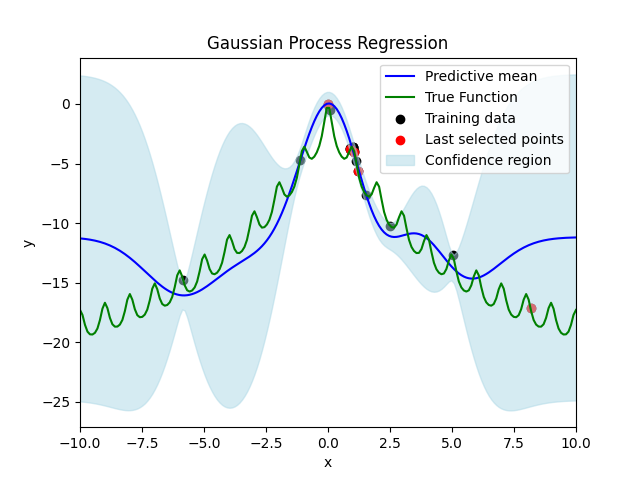 Gaussian Process Regression
Predictive mean
True Function
Training data
Last selected points
Confidence region
0
−5
−10
−15
−20
−25
y
−10.0 −7.5 −5.0 −2.5 0.0 2.5 5.0 7.5 10.0
x